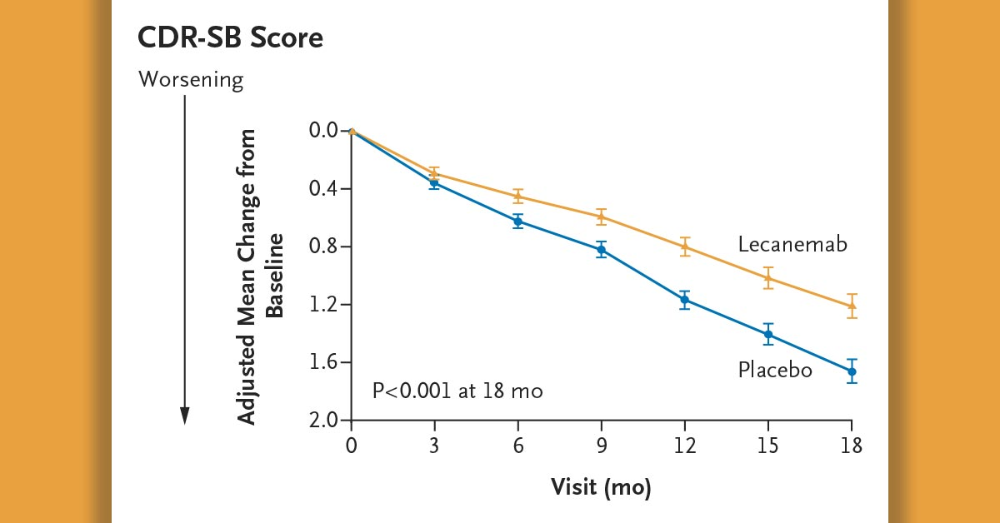 CDR-SB Score
Worsening
Adjusted Mean Change from
Baseline
0.0
0.4
0.8
1.2
1.6
2.0
Lecanemab
Placebo
P<0.001 at 18 mo
0 3 6 9 12 15 18
Visit (mo)